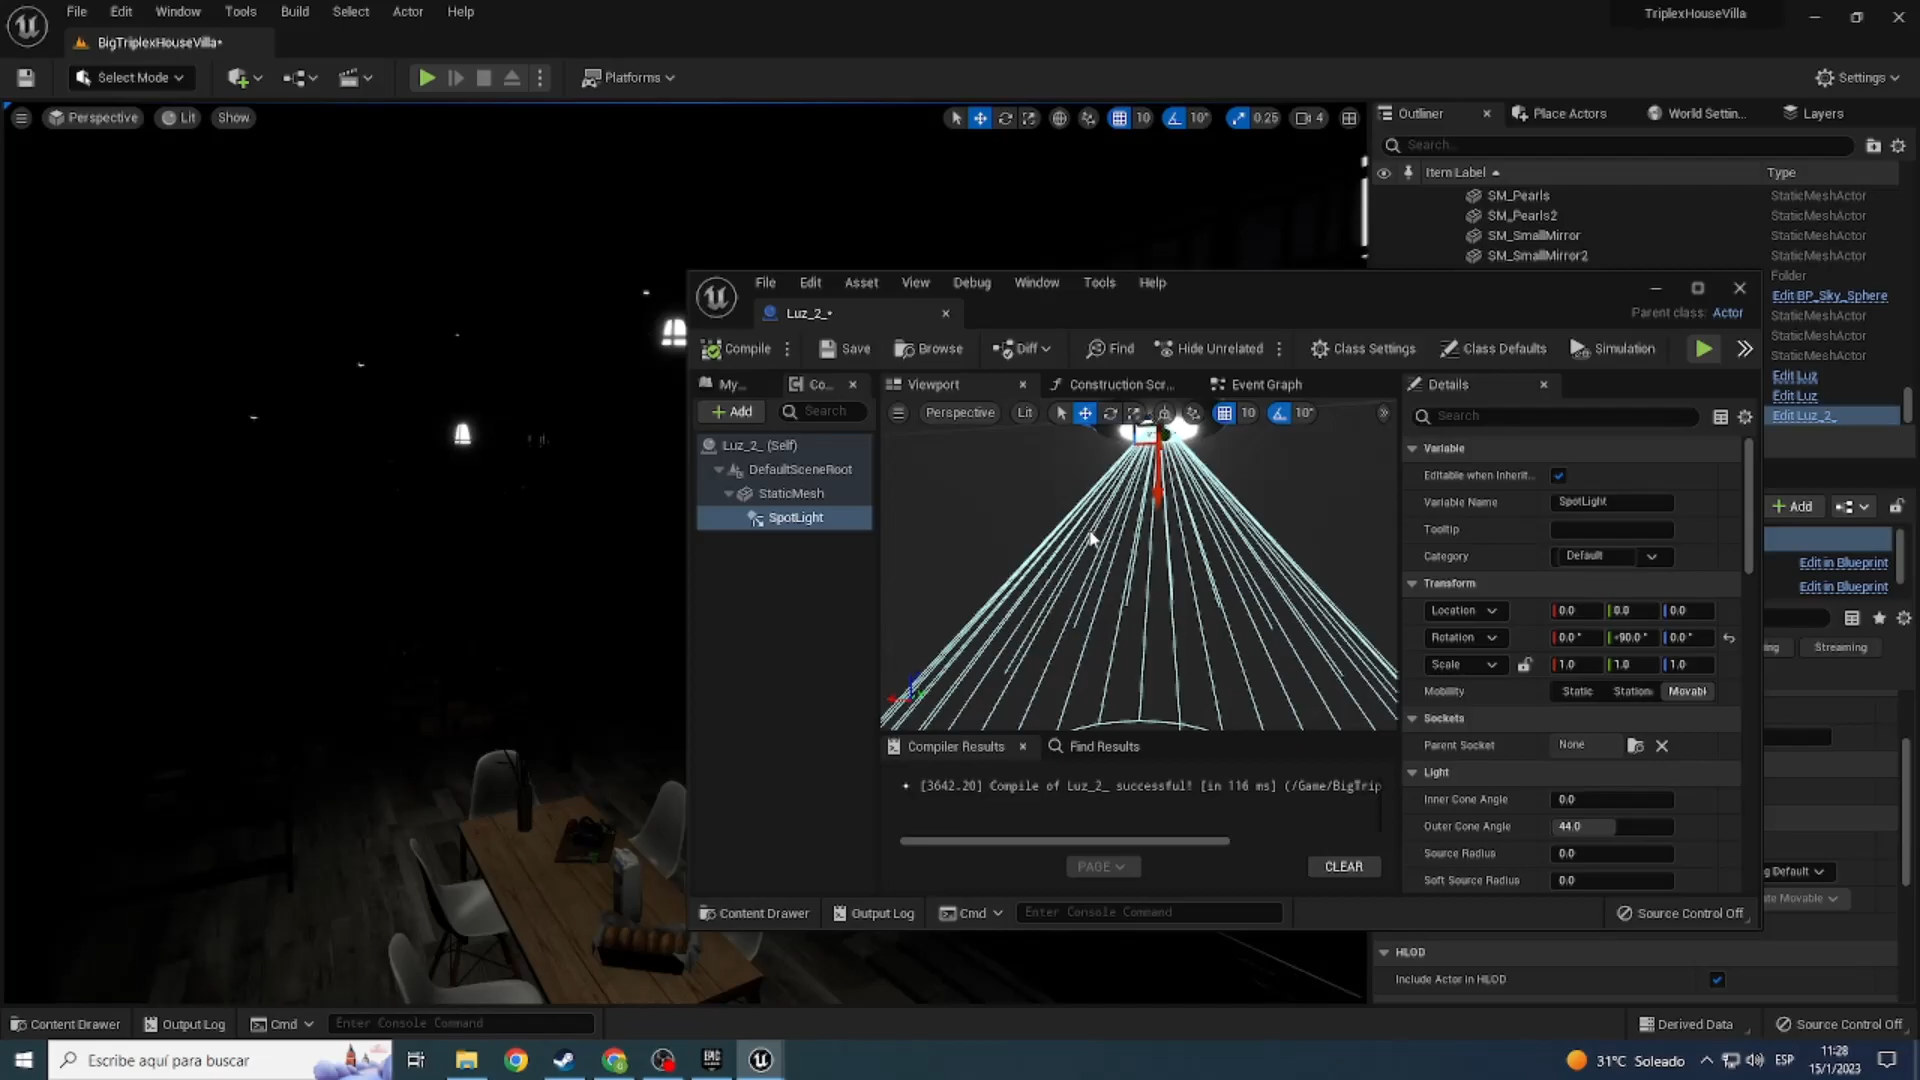 File Edit Window Tools Build Select Actor Help
TriplexHouseVilla
BigTriplexHouseVilla*
Select Mode
Platforms
Settings
Perspective Lit Show
10 10° 0.25 4
Outliner Place Actors World Settin... Layers
Search...
Item Label Type
SM_Pearls StaticMeshActor
SM_Pearls2 StaticMeshActor
SM_SmallMirror StaticMeshActor
SM_SmallMirror2 StaticMeshActor
Folder
Edit BP_Sky_Sphere
StaticMeshActor
StaticMeshActor
StaticMeshActor
Edit Luz
Edit Luz
Edit Luz_2_
File Edit Asset View Debug Window Tools Help
Luz_2_*
Parent class: Actor
Compile Save Browse Diff Find Hide Unrelated Class Settings Class Defaults Simulation
My... Co...
Add Search
Luz_2_ (Self)
DefaultSceneRoot
StaticMesh
SpotLight
Viewport Construction Scr... Event Graph
Perspective Lit 10 10°
Details
Search
Variable
Editable when Inherit...
Variable Name SpotLight
Tooltip
Category Default
Transform
Location 0.0 0.0 0.0
Rotation 0.0° -90.0° 0.0°
Scale 1.0 1.0 1.0
Mobility Static Station Movabl
Sockets
Parent Socket None
Light
Inner Cone Angle 0.0
Outer Cone Angle 44.0
Source Radius 0.0
Soft Source Radius 0.0
Compiler Results Find Results
[3642.20] Compile of Luz_2_ successful! [in 116 ms] (/Game/BigTrip
PAGE CLEAR
Content Drawer Output Log Cmd Enter Console Command Source Control Off
Add
Edit in Blueprint
Edit in Blueprint
Streaming
g Default
te Movable
HLOD
Include Actor in HLOD
Content Drawer Output Log Cmd Enter Console Command Derived Data Source Control Off
Escribe aquí para buscar
EPIC
31°C Soleado ESP
11:28
15/1/2023